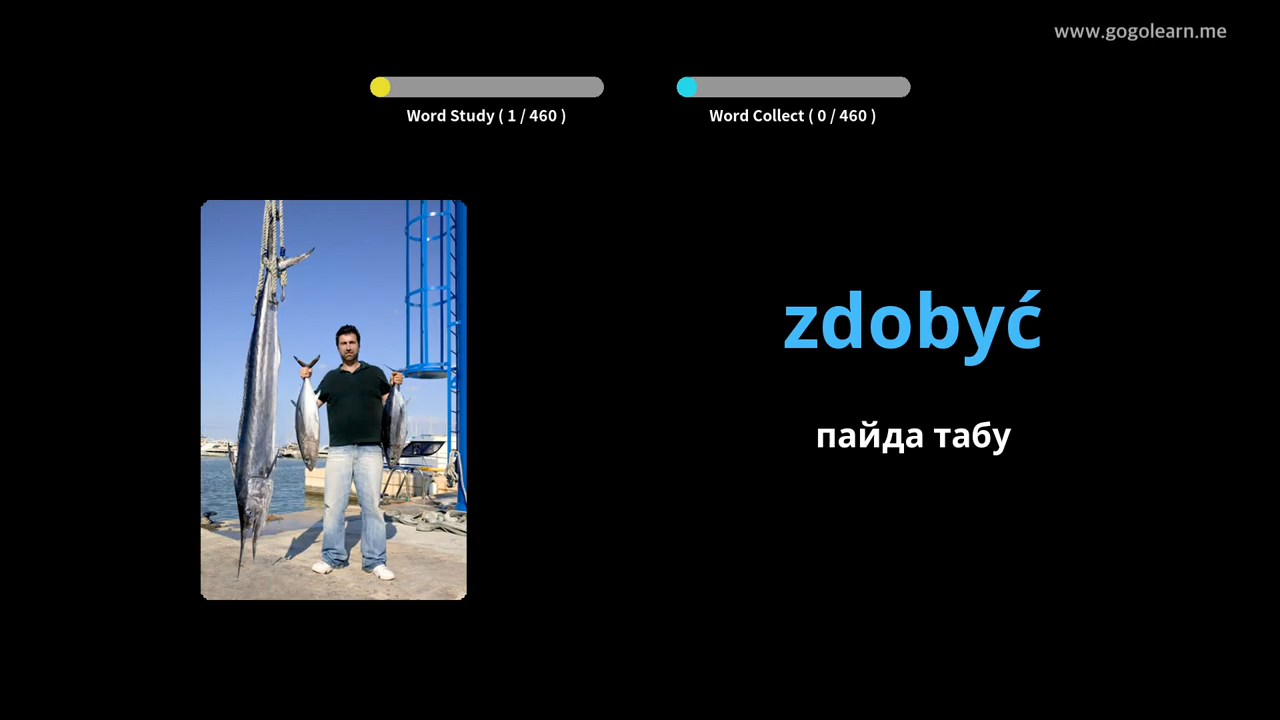 www.gogolearn.me
Word Study ( 1 / 460 )
Word Collect ( 0 / 460 )
zdobyć
пайда табу